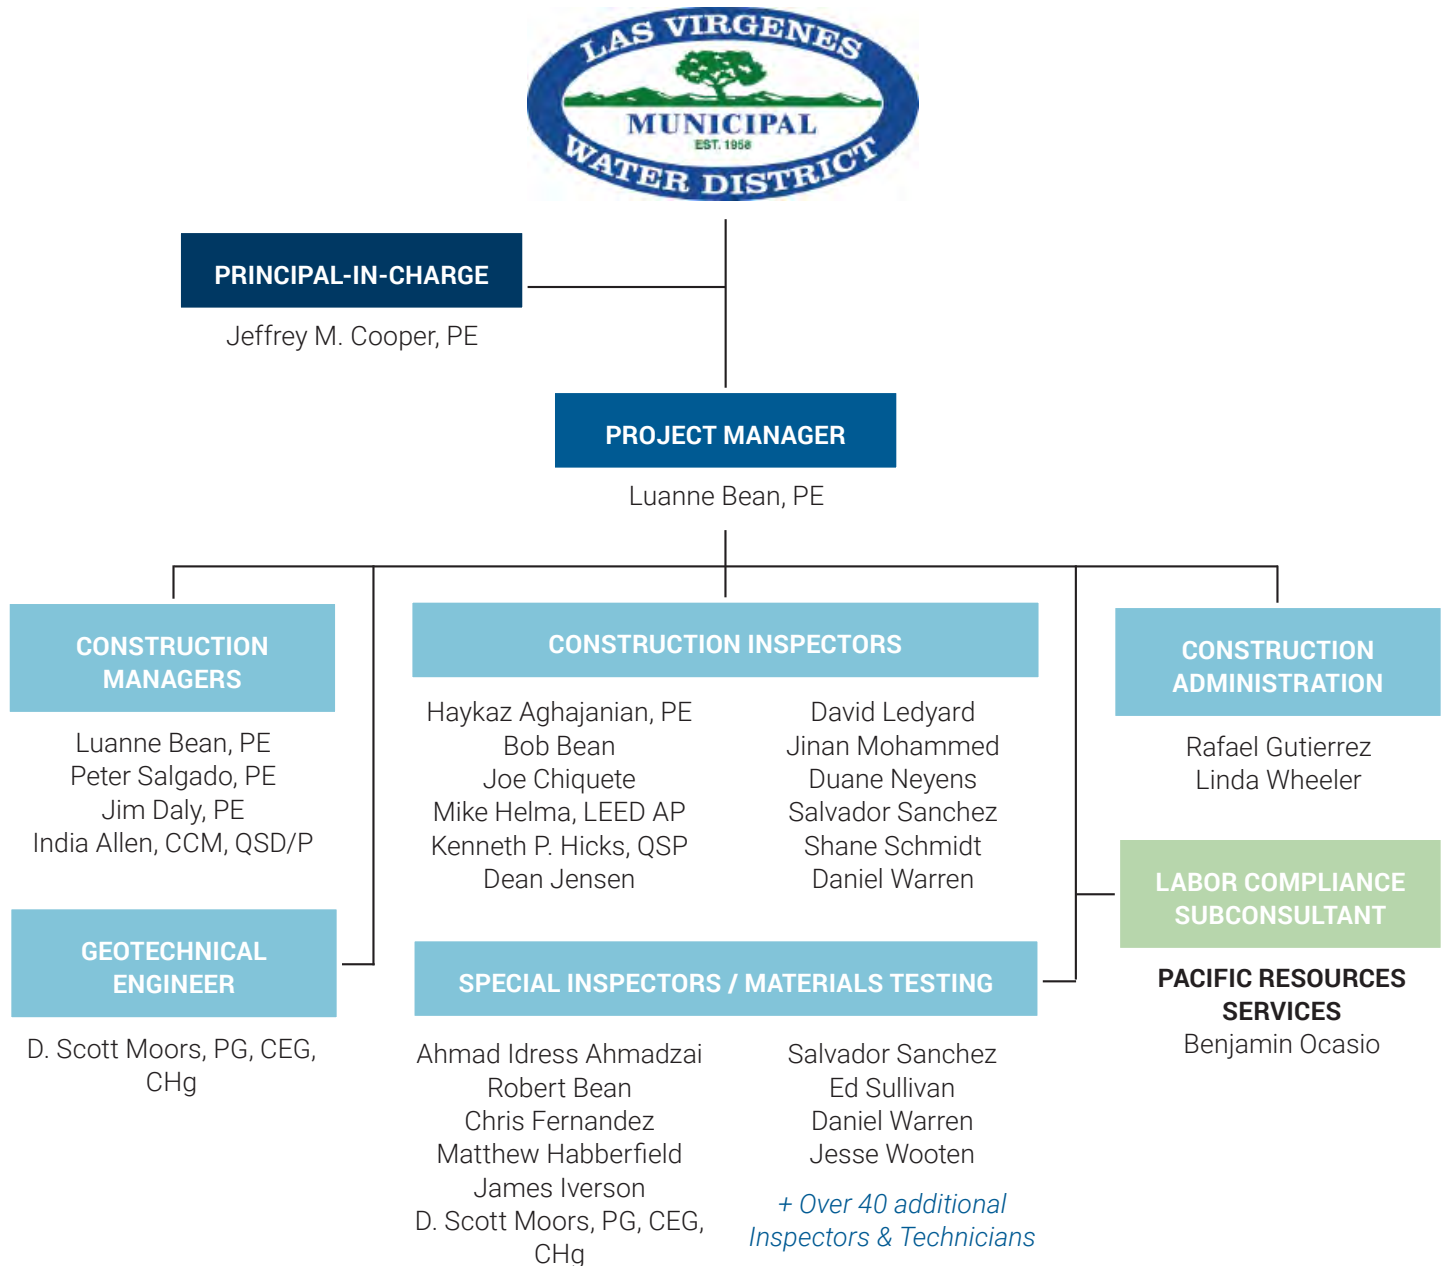 LAS VIRGENES
MUNICIPAL
EST. 1958
WATER DISTRICT
PRINCIPAL-IN-CHARGE
Jeffrey M. Cooper, PE
PROJECT MANAGER
Luanne Bean, PE
CONSTRUCTION
MANAGERS
Luanne Bean, PE
Peter Salgado, PE
Jim Daly, PE
India Allen, CCM, QSD/P
GEOTECHNICAL
ENGINEER
D. Scott Moors, PG, CEG,
CHg
CONSTRUCTION INSPECTORS
Haykaz Aghajanian, PE
Bob Bean
Joe Chiquete
Mike Helma, LEED AP
Kenneth P. Hicks, QSP
Dean Jensen
David Ledyard
Jinan Mohammed
Duane Neyens
Salvador Sanchez
Shane Schmidt
Daniel Warren
SPECIAL INSPECTORS / MATERIALS TESTING
Ahmad Idress Ahmadzai
Robert Bean
Chris Fernandez
Matthew Habberfield
James Iverson
D. Scott Moors, PG, CEG,
CHg
Salvador Sanchez
Ed Sullivan
Daniel Warren
Jesse Wooten
+ Over 40 additional
Inspectors & Technicians
CONSTRUCTION
ADMINISTRATION
Rafael Gutierrez
Linda Wheeler
LABOR COMPLIANCE
SUBCONSULTANT
PACIFIC RESOURCES
SERVICES
Benjamin Ocasio